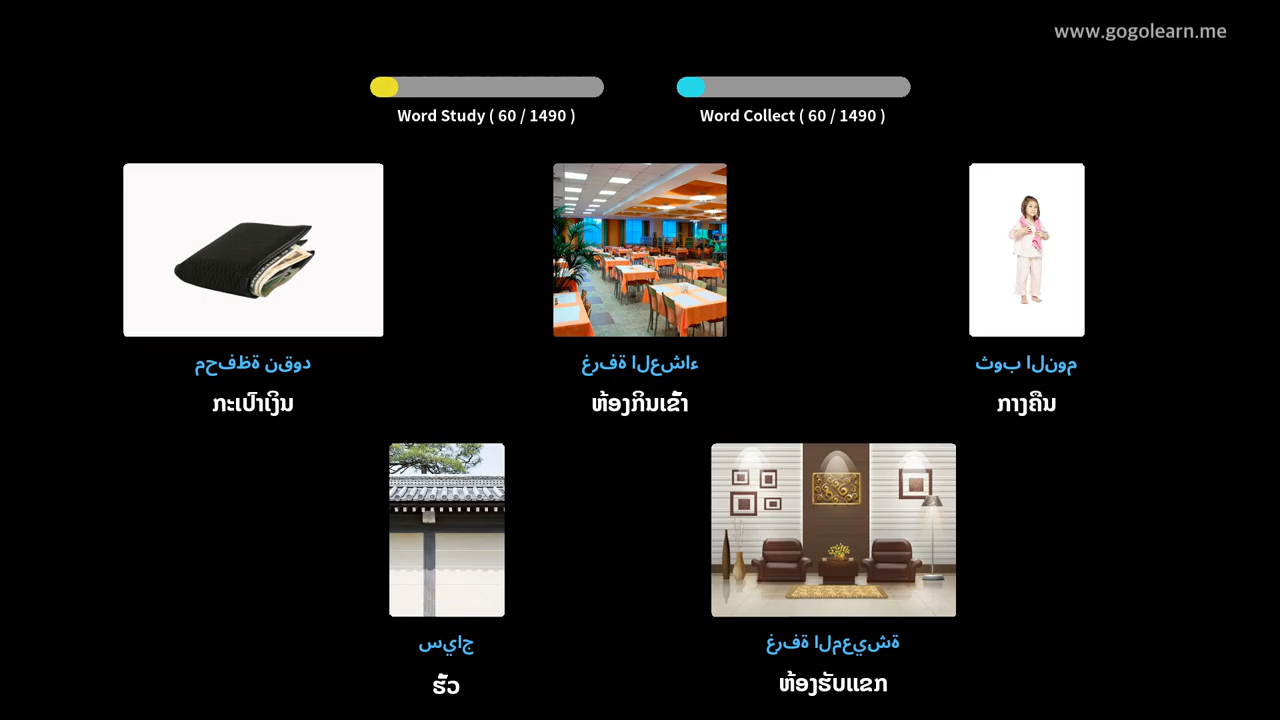 www.gogolearn.me
Word Study ( 60 / 1490 )
Word Collect ( 60 / 1490 )
محفظة نقود
ກະເປົາເງິນ
غرفة العشاء
ຫ້ອງກິນເຂົ້າ
ثوب النوم
ກາງຄືນ
سياج
ຮົ້ວ
غرفة المعيشة
ຫ້ອງຮັບແຂກ